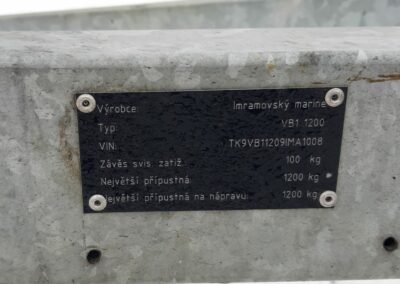 Výrobce: Imramovský marine
Typ: VB1 1200
VIN: TK9VB11209IMA1008
Závěs svis. zatíž. 100 kg
Největší přípustná: 1200 kg
Největší přípustná na nápravu: 1200 kg